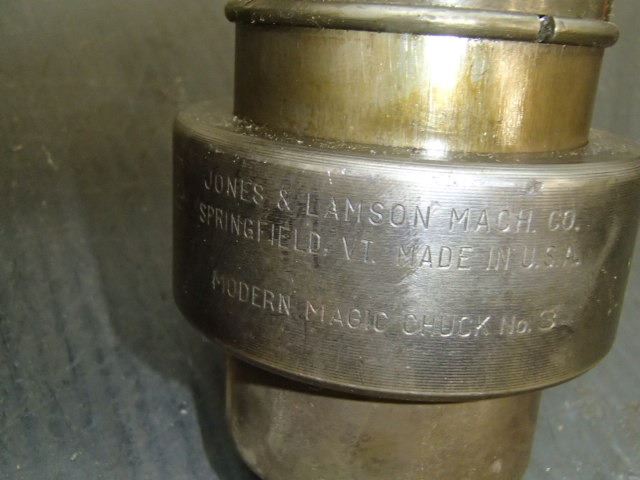 JONES & LAMSON MACH. CO.
SPRINGFIELD, VT. MADE IN U.S.A.
MODERN MAGIC CHUCK No. 3